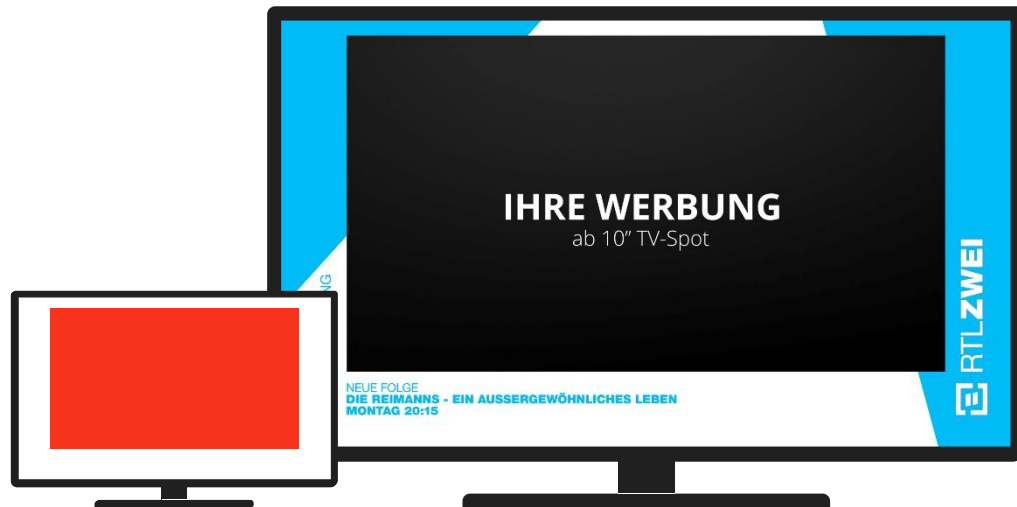 IHRE WERBUNG
ab 10” TV-Spot
NEUE FOLGE
DIE REIMANNS - EIN AUSSERGEWÖHNLICHES LEBEN
MONTAG 20:15
RTLZWEI